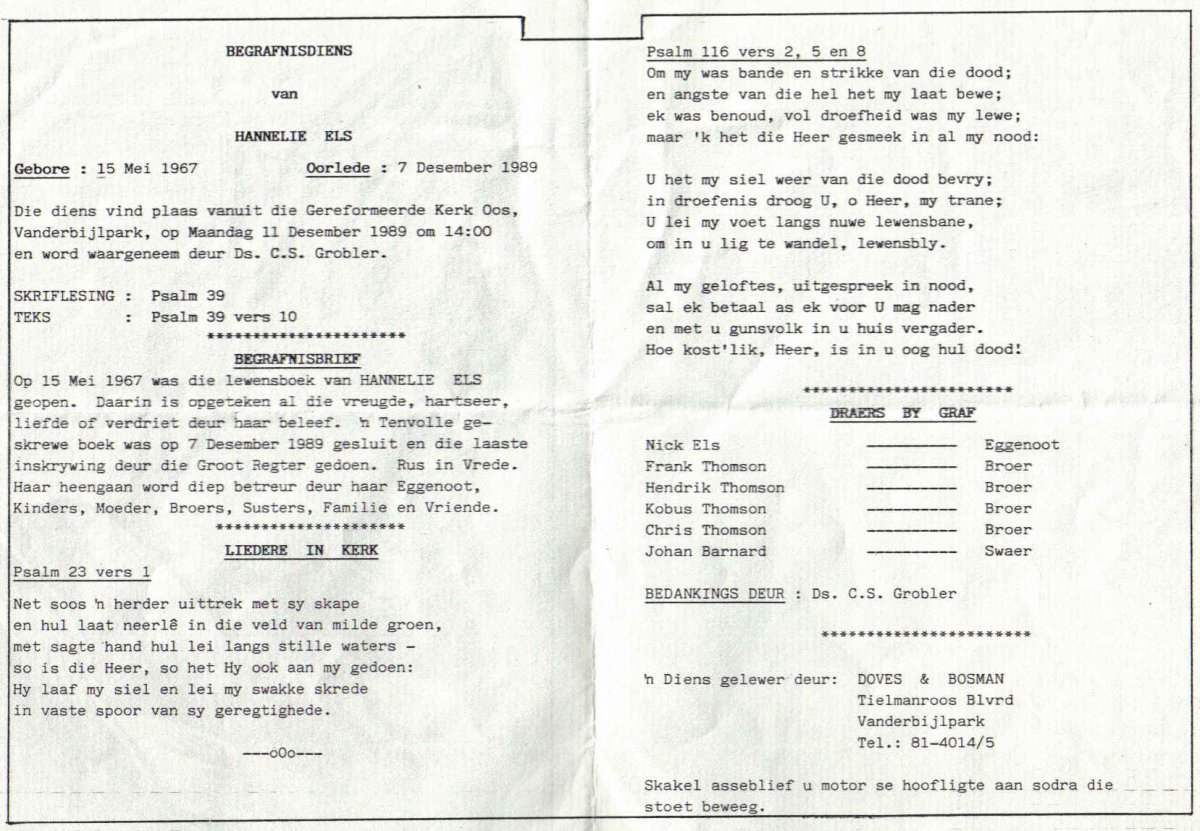 BEGRAFNISDIENS
van
HANNELIE ELS
Gebore : 15 Mei 1967 Oorlede : 7 Desember 1989
Die diens vind plaas vanuit die Gereformeerde Kerk Oos,
Vanderbijlpark, op Maandag 11 Desember 1989 om 14:00
en word waargeneem deur Ds. C.S. Grobler.
SKRIFLESING : Psalm 39
TEKS : Psalm 39 vers 10
**********************
BEGRAFNISBRIEF
Op 15 Mei 1967 was die lewensboek van HANNELIE ELS
geopen. Daarin is opgeteken al die vreugde, hartseer,
liefde of verdriet deur haar beleef. 'n Tenvolle ge-
skrewe boek was op 7 Desember 1989 gesluit en die laaste
inskrywing deur die Groot Regter gedoen. Rus in Vrede.
Haar heengaan word diep betreur deur haar Eggenoot,
Kinders, Moeder, Broers, Susters, Familie en Vriende.
*********************
LIEDERE IN KERK
Psalm 23 vers 1
Net soos 'n herder uittrek met sy skape
en hul laat neerlê in die veld van milde groen,
met sagte hand hul lei langs stille waters -
so is die Heer, so het Hy ook aan my gedoen:
Hy laaf my siel en lei my swakke skrede
in vaste spoor van sy geregtighede.
---oOo---
Psalm 116 vers 2, 5 en 8
Om my was bande en strikke van die dood;
en angste van die hel het my laat bewe;
ek was benoud, vol droefheid was my lewe;
maar 'k het die Heer gesmeek in al my nood:
U het my siel weer van die dood bevry;
in droefenis droog U, o Heer, my trane;
U lei my voet langs nuwe lewensbane,
om in u lig te wandel, lewensbly.
Al my geloftes, uitgespreek in nood,
sal ek betaal as ek voor U mag nader
en met u gunsvolk in u huis vergader.
Hoe kost'lik, Heer, is in u oog hul dood!
***********************
DRAERS BY GRAF
Nick Els ---------- Eggenoot
Frank Thomson ---------- Broer
Hendrik Thomson ---------- Broer
Kobus Thomson ---------- Broer
Chris Thomson ---------- Broer
Johan Barnard ---------- Swaer
BEDANKINGS DEUR : Ds. C.S. Grobler
***********************
'n Diens gelewer deur: DOVES & BOSMAN
Tielmanroos Blvrd
Vanderbijlpark
Tel.: 81-4014/5
Skakel asseblief u motor se hoofligte aan sodra die
stoet beweeg.